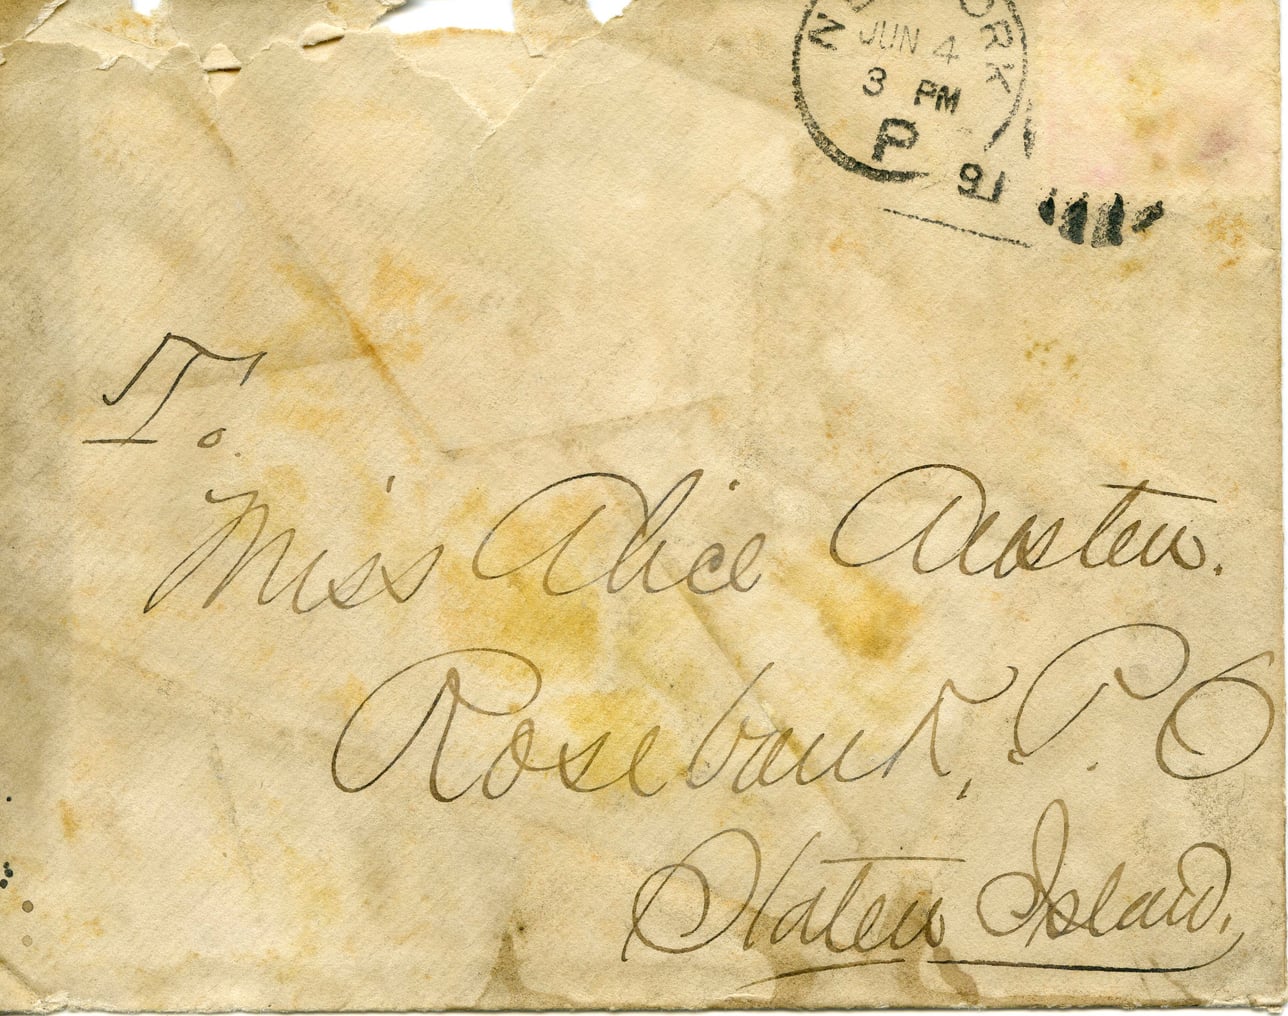 NEW YORK
JUN 4
3 PM
P
91
To.
Miss Alice Austen.
Rosebank, P.O
Staten Island.